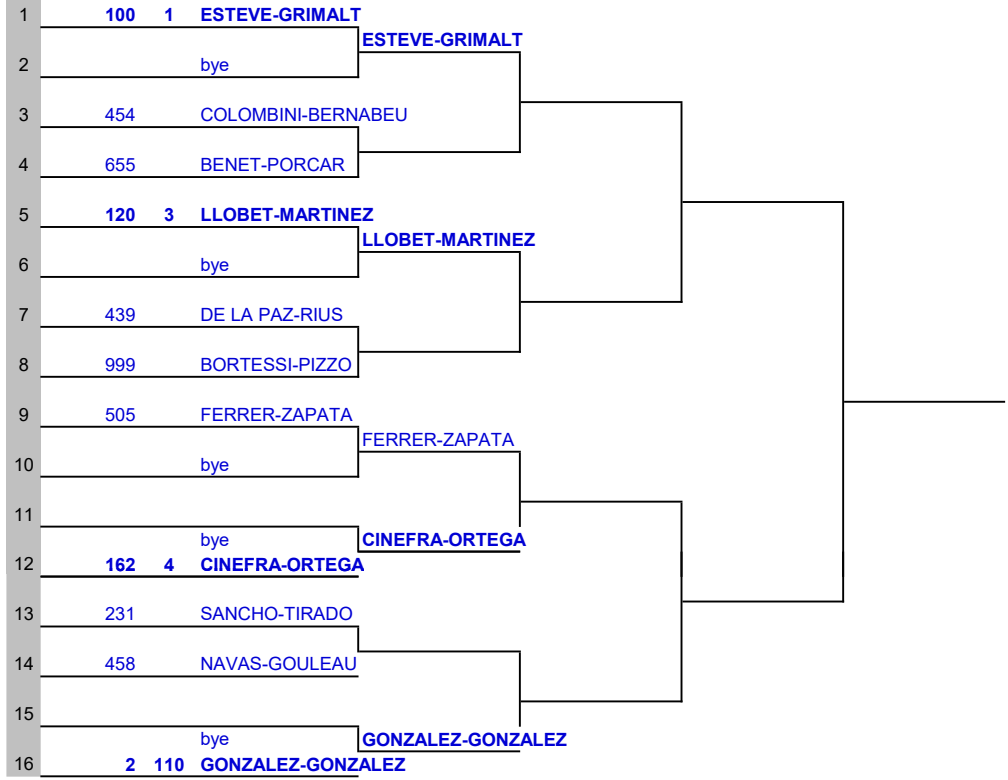 1 100 1 ESTEVE-GRIMALT
ESTEVE-GRIMALT
2 bye
3 454 COLOMBINI-BERNABEU
4 655 BENET-PORCAR
5 120 3 LLOBET-MARTINEZ
LLOBET-MARTINEZ
6 bye
7 439 DE LA PAZ-RIUS
8 999 BORTESSI-PIZZO
9 505 FERRER-ZAPATA
FERRER-ZAPATA
10 bye
11
bye CINEFRA-ORTEGA
12 162 4 CINEFRA-ORTEGA
13 231 SANCHO-TIRADO
14 458 NAVAS-GOULEAU
15
bye GONZALEZ-GONZALEZ
16 2 110 GONZALEZ-GONZALEZ